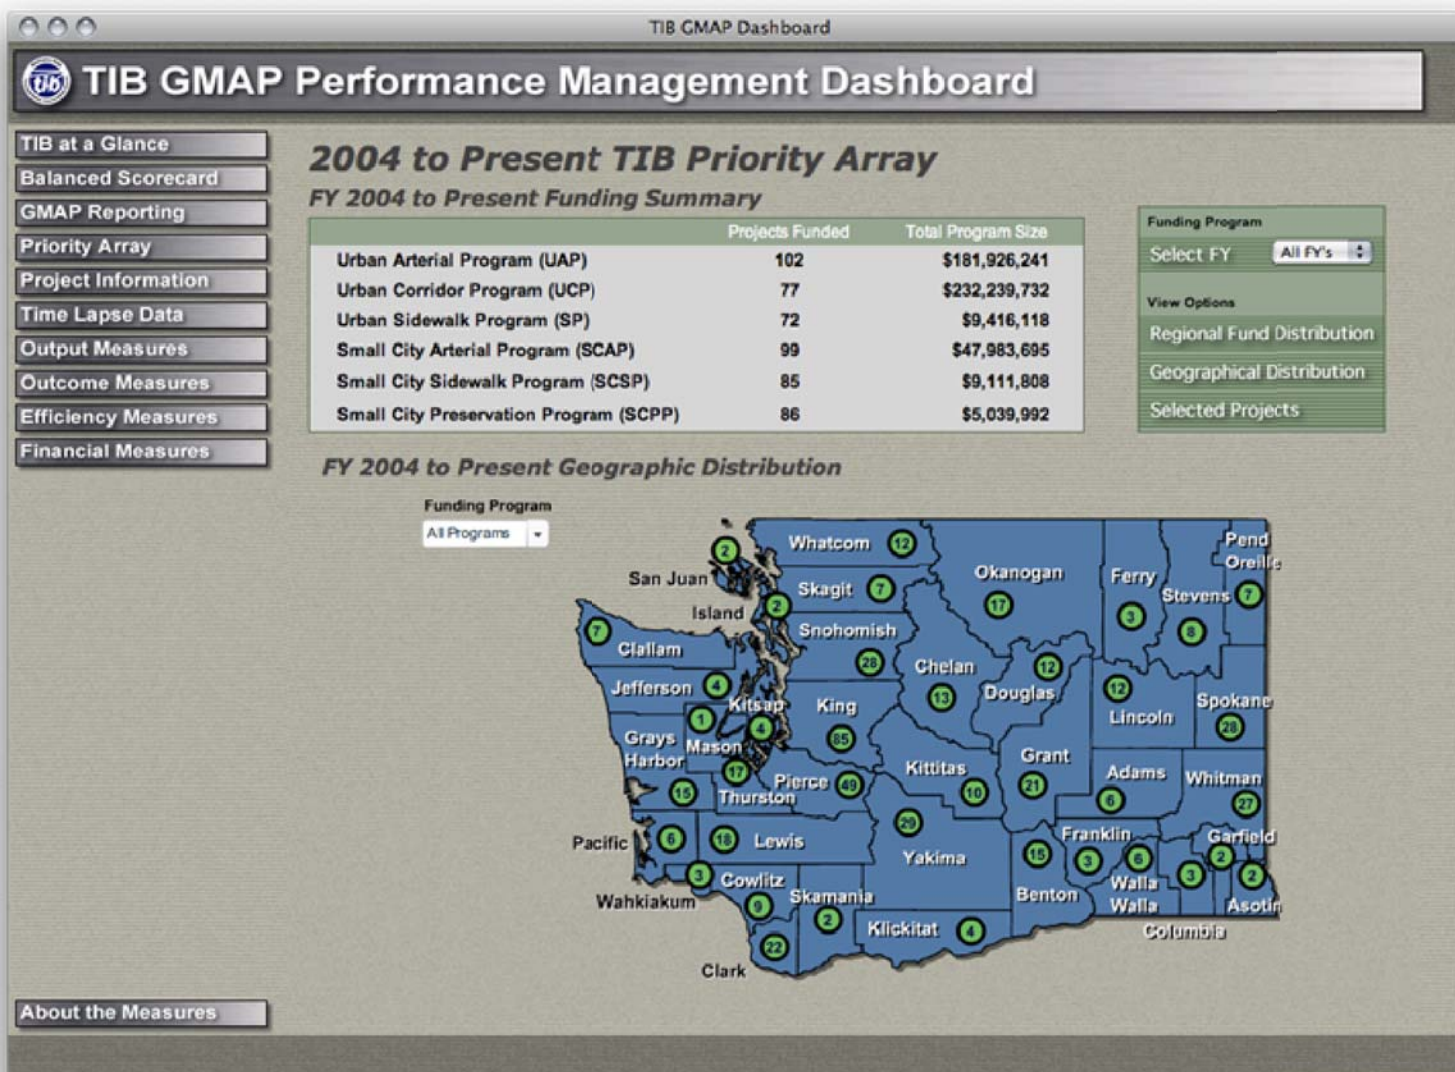 TIB GMAP Dashboard
tib TIB GMAP Performance Management Dashboard
TIB at a Glance
Balanced Scorecard
GMAP Reporting
Priority Array
Project Information
Time Lapse Data
Output Measures
Outcome Measures
Efficiency Measures
Financial Measures
About the Measures
2004 to Present TIB Priority Array
FY 2004 to Present Funding Summary
Projects Funded Total Program Size
Urban Arterial Program (UAP) 102 $181,926,241
Urban Corridor Program (UCP) 77 $232,239,732
Urban Sidewalk Program (SP) 72 $9,416,118
Small City Arterial Program (SCAP) 99 $47,983,695
Small City Sidewalk Program (SCSP) 85 $9,111,808
Small City Preservation Program (SCPP) 86 $5,039,992
Funding Program
Select FY All FY's
View Options
Regional Fund Distribution
Geographical Distribution
Selected Projects
FY 2004 to Present Geographic Distribution
Funding Program
All Programs
San Juan 2
Whatcom 12
Skagit 7
Island 2
Snohomish 28
Okanogan 17
Ferry 3
Stevens 8
Pend
Oreille 7
Clallam 7
Jefferson 4
Kitsap 4
King 85
Chelan 13
Douglas 12
Lincoln 12
Spokane 28
Grays
Harbor 15
Mason 1
Thurston 17
Pierce 49
Kittitas 10
Grant 21
Adams 6
Whitman 27
Pacific 6
Lewis 18
Yakima 29
Benton 15
Franklin 3
Walla
Walla 6
Columbia 3
Garfield 2
Asotin 2
Wahkiakum 3
Cowlitz 9
Skamania 2
Klickitat 4
Clark 22